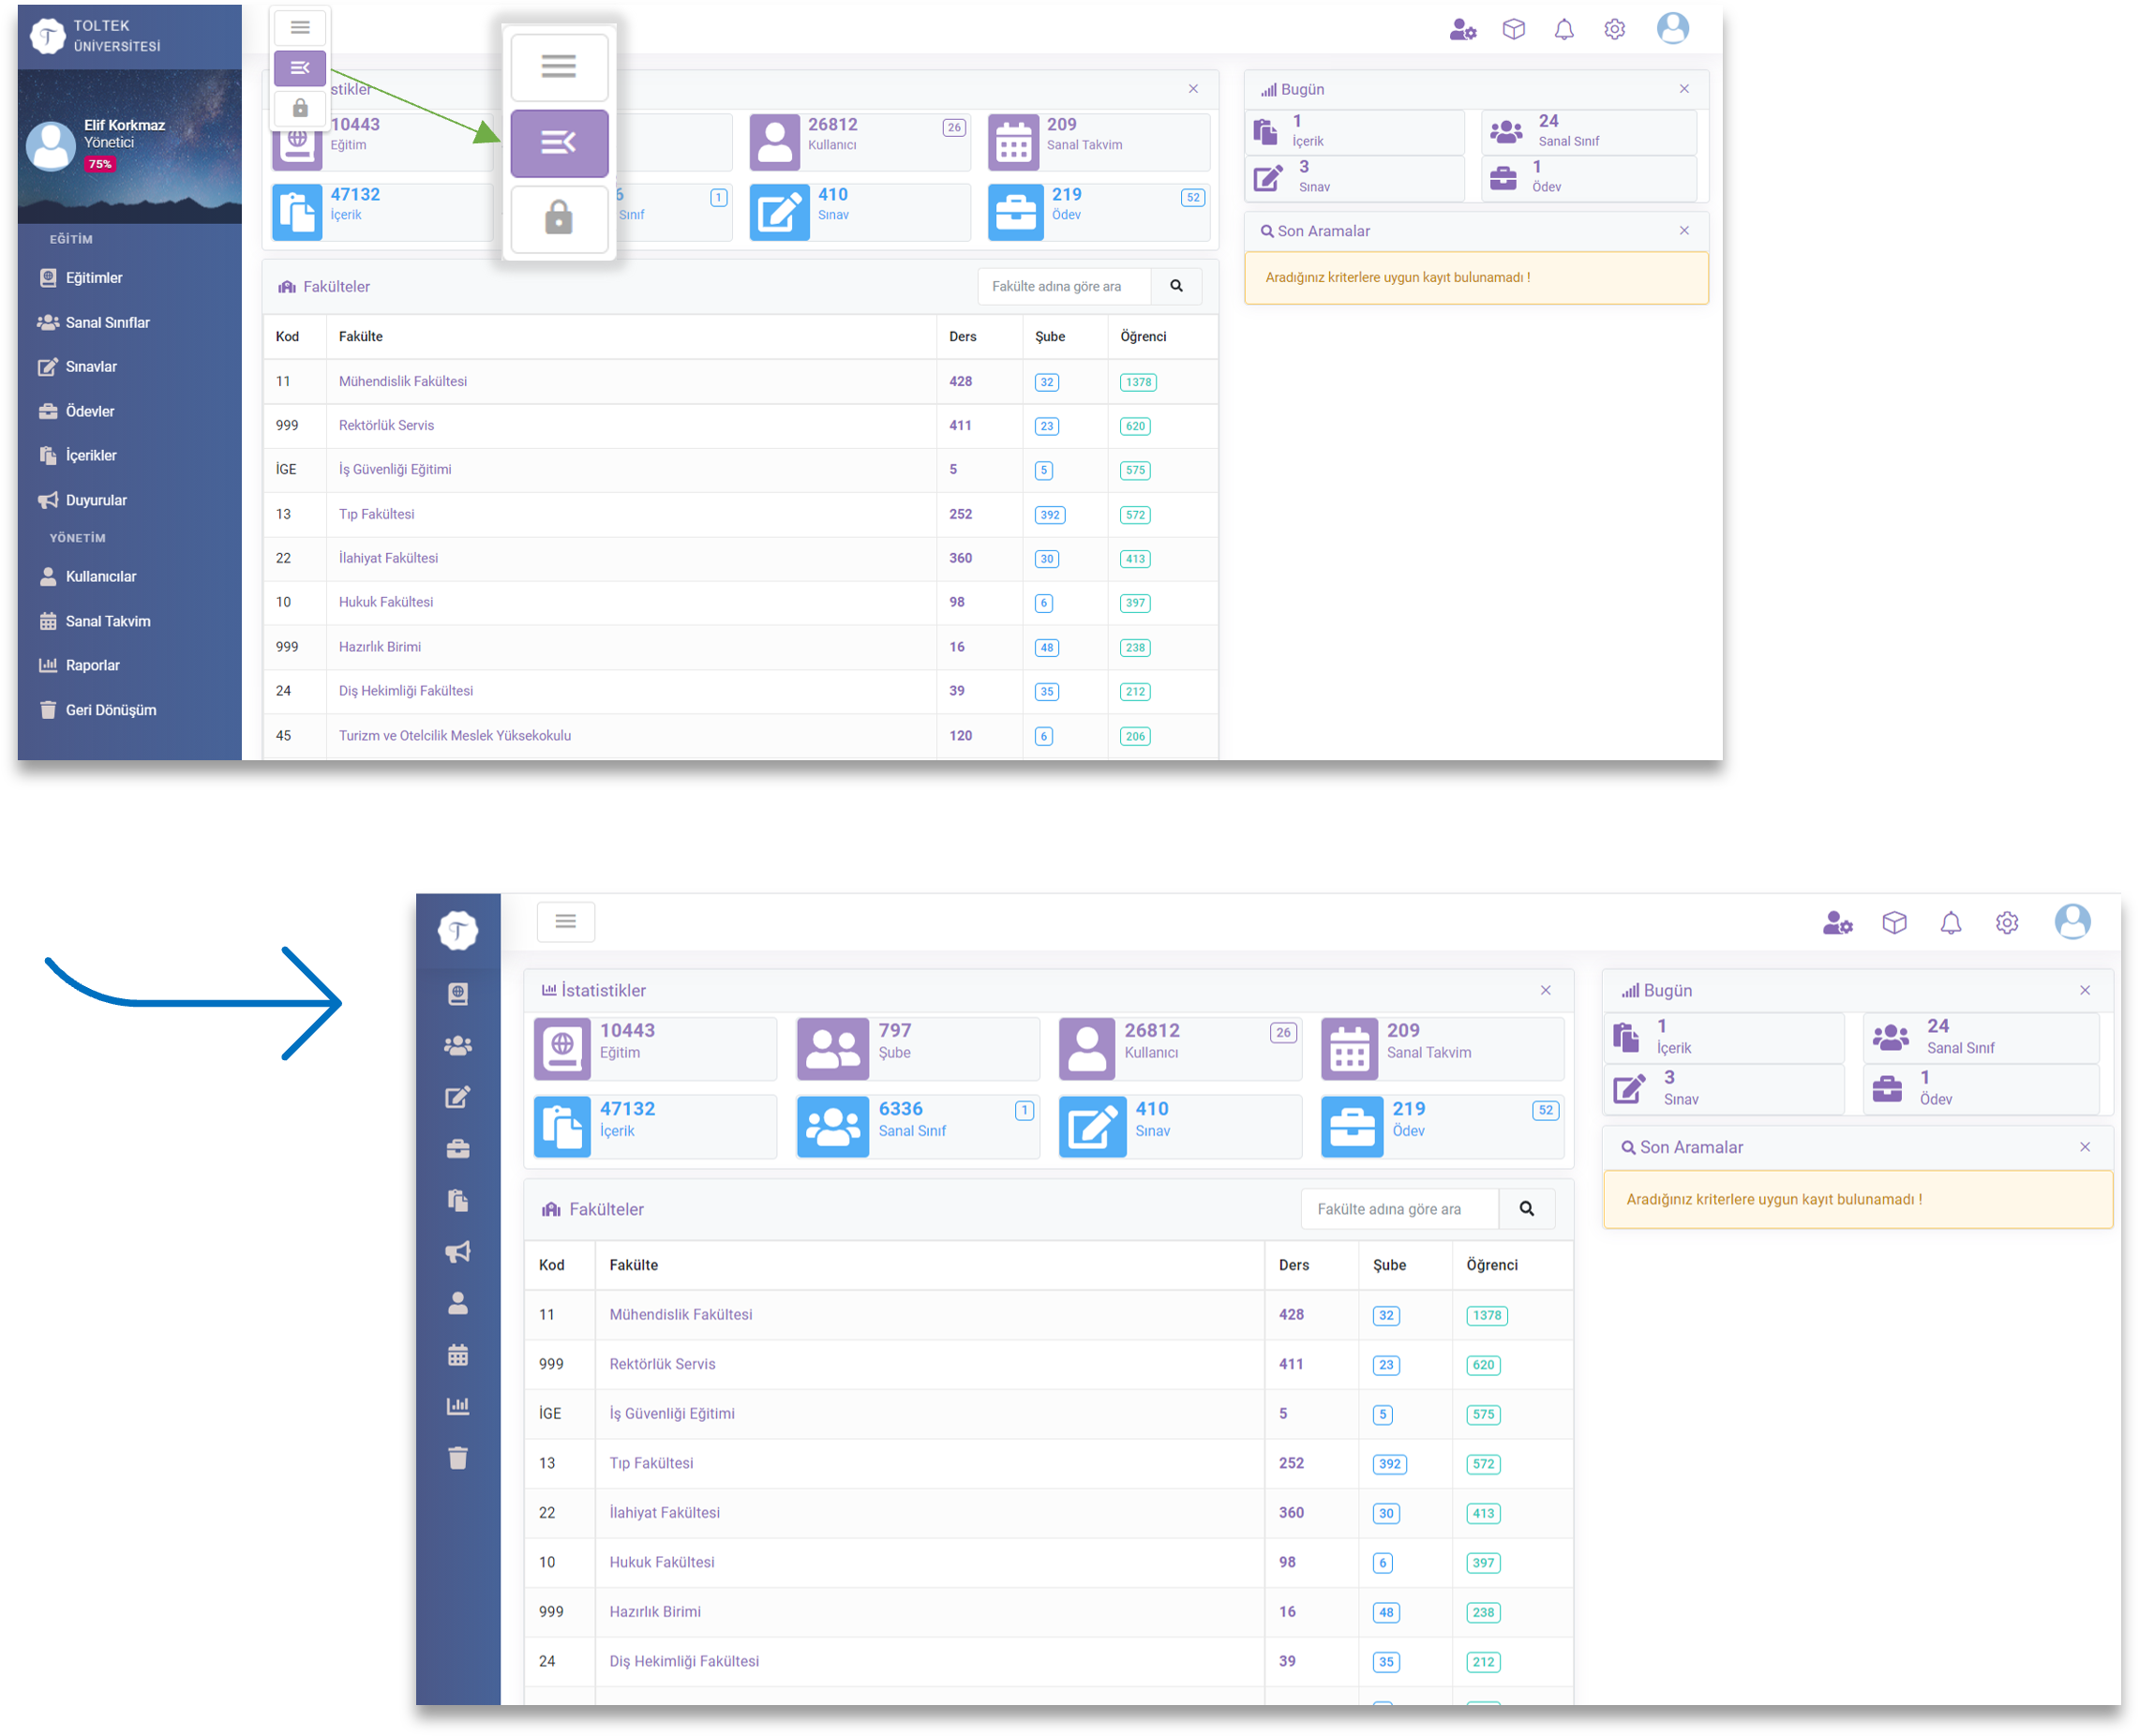 TOLTEK
ÜNİVERSİTESİ
Elif Korkmaz
Yönetici
75%
EĞİTİM
Eğitimler
Sanal Sınıflar
Sınavlar
Ödevler
İçerikler
Duyurular
YÖNETİM
Kullanıcılar
Sanal Takvim
Raporlar
Geri Dönüşüm
stikler
10443
Eğitim
26812
Kullanıcı
26
209
Sanal Takvim
47132
İçerik
6
Sınıf
1
410
Sınav
219
Ödev
52
Fakülteler
Fakülte adına göre ara
Kod Fakülte Ders Şube Öğrenci
11 Mühendislik Fakültesi 428 32 1378
999 Rektörlük Servis 411 23 620
İGE İş Güvenliği Eğitimi 5 5 575
13 Tıp Fakültesi 252 392 572
22 İlahiyat Fakültesi 360 30 413
10 Hukuk Fakültesi 98 6 397
999 Hazırlık Birimi 16 48 238
24 Diş Hekimliği Fakültesi 39 35 212
45 Turizm ve Otelcilik Meslek Yüksekokulu 120 6 206
Bugün
1
İçerik
24
Sanal Sınıf
3
Sınav
1
Ödev
Son Aramalar
Aradığınız kriterlere uygun kayıt bulunamadı !
İstatistikler
10443
Eğitim
797
Şube
26812
Kullanıcı
26
209
Sanal Takvim
47132
İçerik
6336
Sanal Sınıf
1
410
Sınav
219
Ödev
52
Fakülteler
Fakülte adına göre ara
Kod Fakülte Ders Şube Öğrenci
11 Mühendislik Fakültesi 428 32 1378
999 Rektörlük Servis 411 23 620
İGE İş Güvenliği Eğitimi 5 5 575
13 Tıp Fakültesi 252 392 572
22 İlahiyat Fakültesi 360 30 413
10 Hukuk Fakültesi 98 6 397
999 Hazırlık Birimi 16 48 238
24 Diş Hekimliği Fakültesi 39 35 212
Bugün
1
İçerik
24
Sanal Sınıf
3
Sınav
1
Ödev
Son Aramalar
Aradığınız kriterlere uygun kayıt bulunamadı !